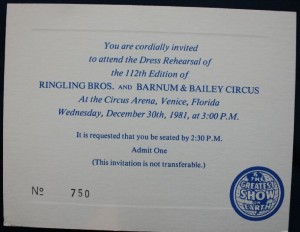 You are cordially invited
to attend the Dress Rehearsal of
the 112th Edition of
RINGLING BROS. AND BARNUM & BAILEY CIRCUS
At the Circus Arena, Venice, Florida
Wednesday, December 30th, 1981, at 3:00 P.M.
It is requested that you be seated by 2:30 P.M.
Admit One
(This invitation is not transferable.)
No 750
THE
GREATEST
SHOW
ON
EARTH